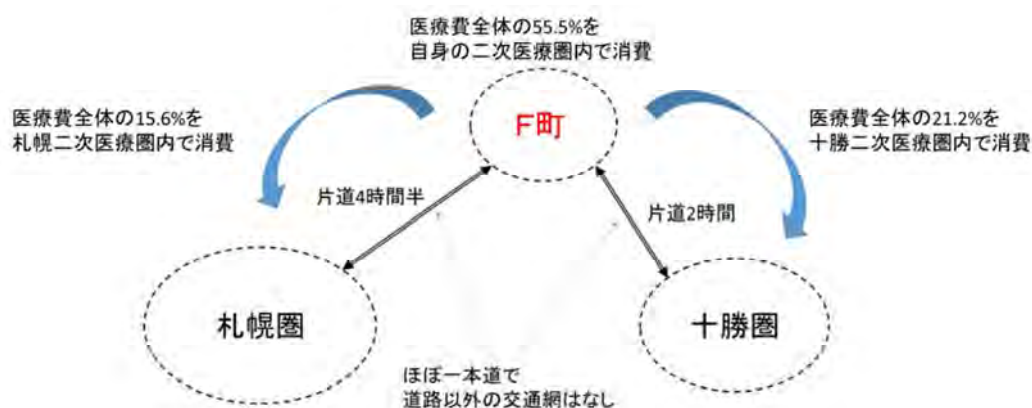 医療費全体の55.5%を
自身の二次医療圏内で消費
医療費全体の15.6%を
札幌二次医療圏内で消費
F町
医療費全体の21.2%を
十勝二次医療圏内で消費
片道4時間半
片道2時間
札幌圏
十勝圏
ほぼ一本道で
道路以外の交通網はなし